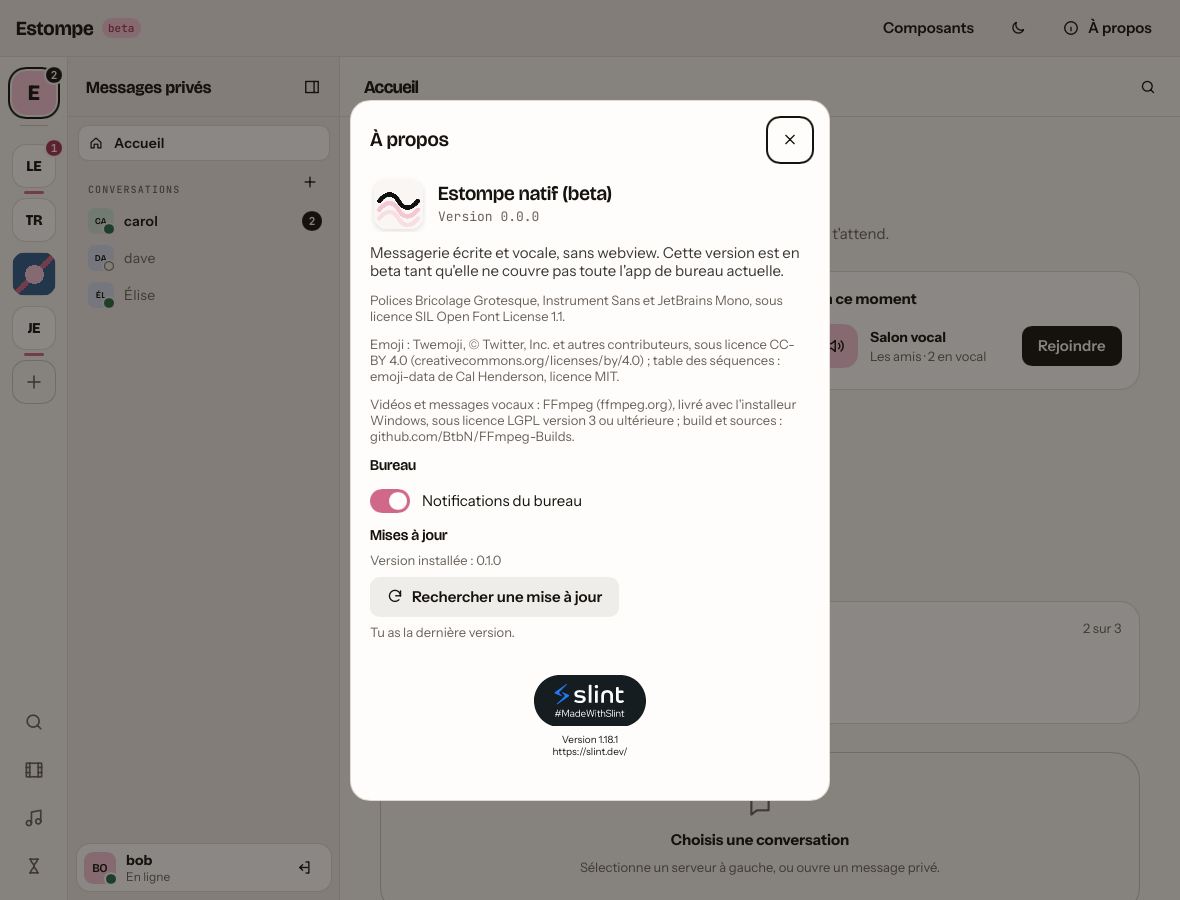 Estompe beta
Composants
À propos
E
2
Messages privés
Accueil
Accueil
LE
1
TR
JE
CONVERSATIONS
CA
carol
2
DA
dave
ÉL
Élise
BO
bob
En ligne
À propos
Estompe natif (beta)
Version 0.0.0
Messagerie écrite et vocale, sans webview. Cette version est en
beta tant qu'elle ne couvre pas toute l'app de bureau actuelle.
Polices Bricolage Grotesque, Instrument Sans et JetBrains Mono, sous
licence SIL Open Font License 1.1.
Emoji : Twemoji, © Twitter, Inc. et autres contributeurs, sous licence CC-
BY 4.0 (creativecommons.org/licenses/by/4.0) ; table des séquences :
emoji-data de Cal Henderson, licence MIT.
Vidéos et messages vocaux : FFmpeg (ffmpeg.org), livré avec l'installeur
Windows, sous licence LGPL version 3 ou ultérieure ; build et sources :
github.com/BtbN/FFmpeg-Builds.
Bureau
Notifications du bureau
Mises à jour
Version installée : 0.1.0
Rechercher une mise à jour
Tu as la dernière version.
slint
#MadeWithSlint
Version 1.18.1
https://slint.dev/
t'attend.
ce moment
Salon vocal
Les amis · 2 en vocal
Rejoindre
2 sur 3
Choisis une conversation
Sélectionne un serveur à gauche, ou ouvre un message privé.